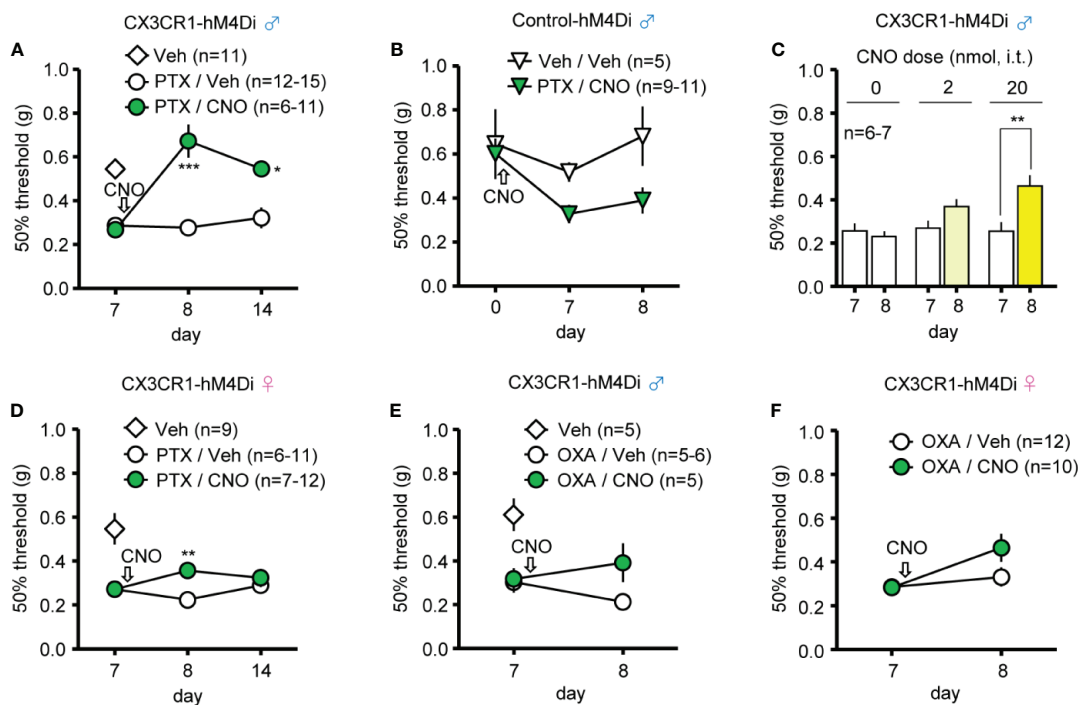 CX3CR1-hM4Di ♂
A
Veh (n=11)
PTX / Veh (n=12-15)
PTX / CNO (n=6-11)
50% threshold (g)
1.0
0.8
0.6
0.4
0.2
0.0
CNO
***
*
7 8 14
day
Control-hM4Di ♂
B
Veh / Veh (n=5)
PTX / CNO (n=9-11)
50% threshold (g)
1.0
0.8
0.6
0.4
0.2
0.0
CNO
0 7 8
day
CX3CR1-hM4Di ♂
C
CNO dose (nmol, i.t.)
0 2 20
n=6-7
**
50% threshold (g)
1.0
0.8
0.6
0.4
0.2
0.0
7 8 7 8 7 8
day
CX3CR1-hM4Di ♀
D
Veh (n=9)
PTX / Veh (n=6-11)
PTX / CNO (n=7-12)
50% threshold (g)
1.0
0.8
0.6
0.4
0.2
0.0
CNO
**
7 8 14
day
CX3CR1-hM4Di ♂
E
Veh (n=5)
OXA / Veh (n=5-6)
OXA / CNO (n=5)
50% threshold (g)
1.0
0.8
0.6
0.4
0.2
0.0
CNO
7 8
day
CX3CR1-hM4Di ♀
F
OXA / Veh (n=12)
OXA / CNO (n=10)
50% threshold (g)
1.0
0.8
0.6
0.4
0.2
0.0
CNO
7 8
day